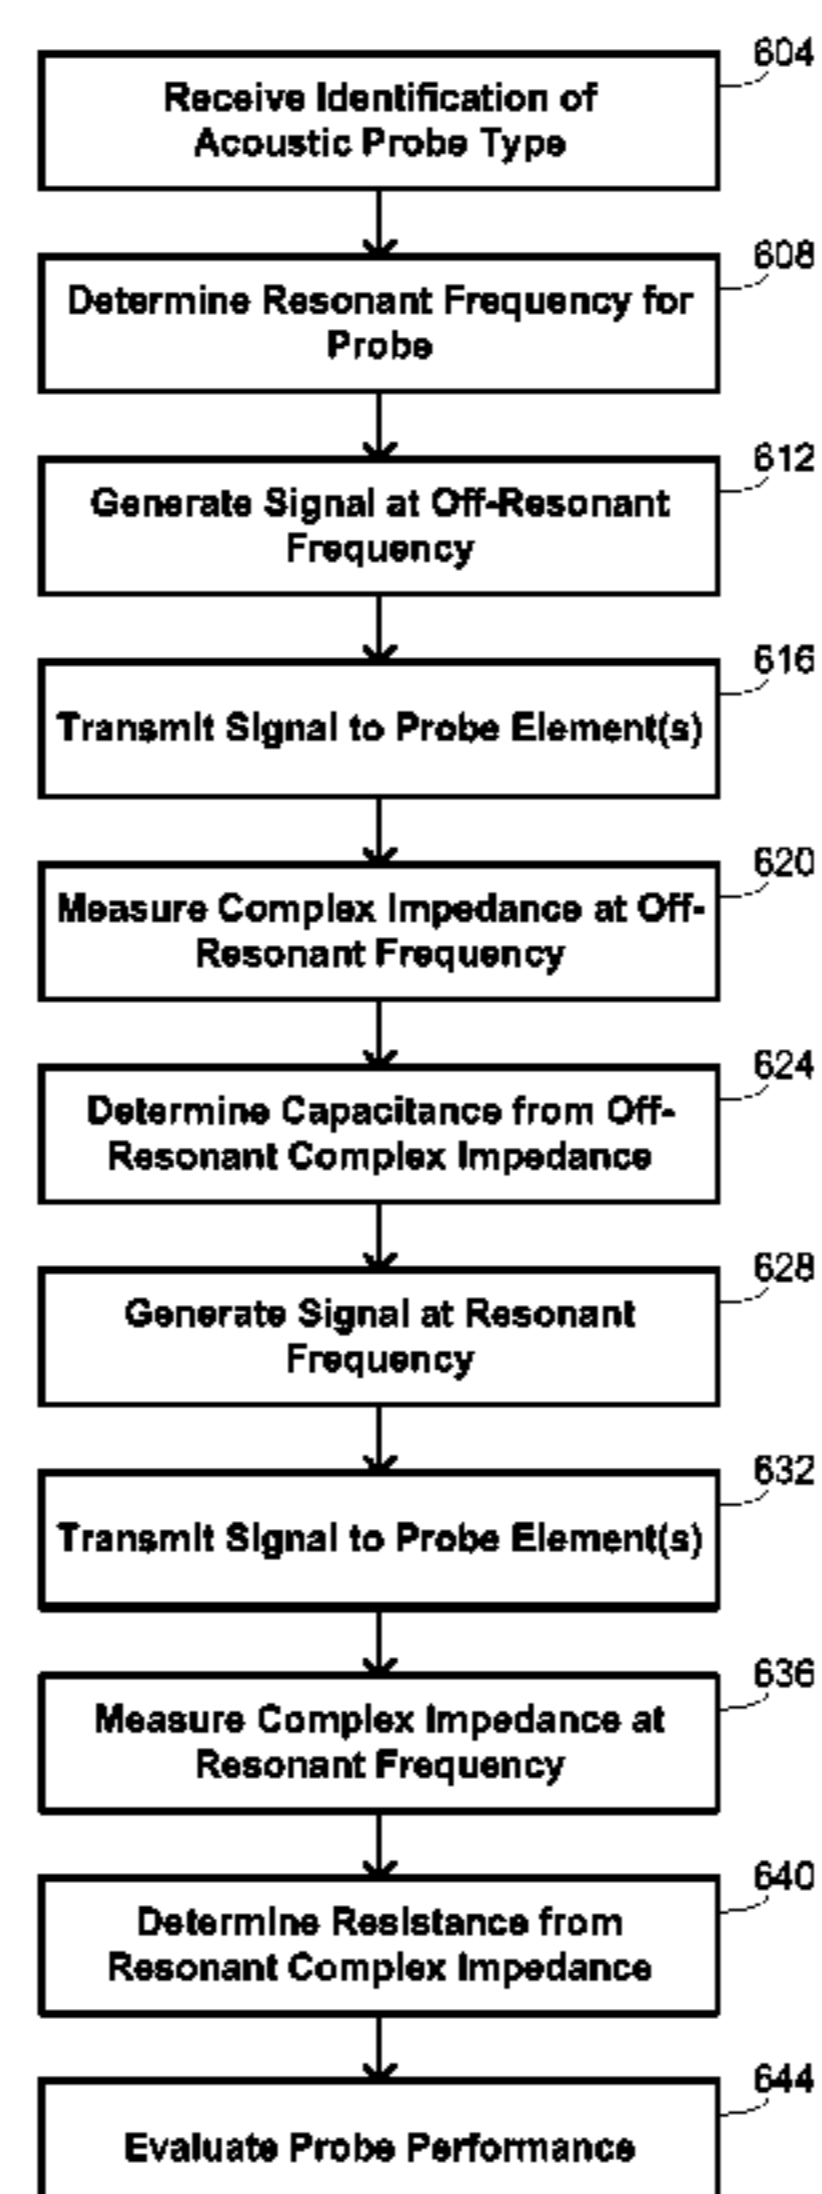 604
Receive Identification of
Acoustic Probe Type
608
Determine Resonant Frequency for
Probe
612
Generate Signal at Off-Resonant
Frequency
616
Transmit Signal to Probe Element(s)
620
Measure Complex Impedance at Off-
Resonant Frequency
624
Determine Capacitance from Off-
Resonant Complex Impedance
628
Generate Signal at Resonant
Frequency
632
Transmit Signal to Probe Element(s)
636
Measure Complex Impedance at
Resonant Frequency
640
Determine Resistance from
Resonant Complex Impedance
644
Evaluate Probe Performance